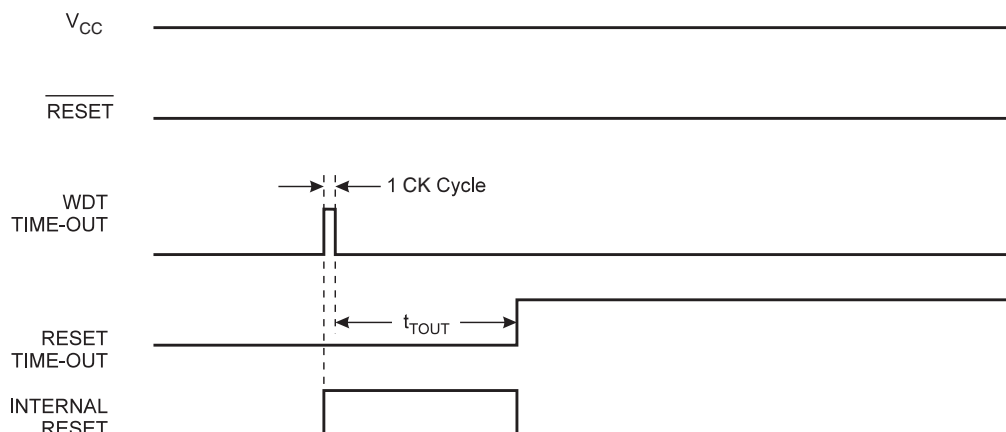 VCC
RESET
1 CK Cycle
WDT
TIME-OUT
tTOUT
RESET
TIME-OUT
INTERNAL
RESET